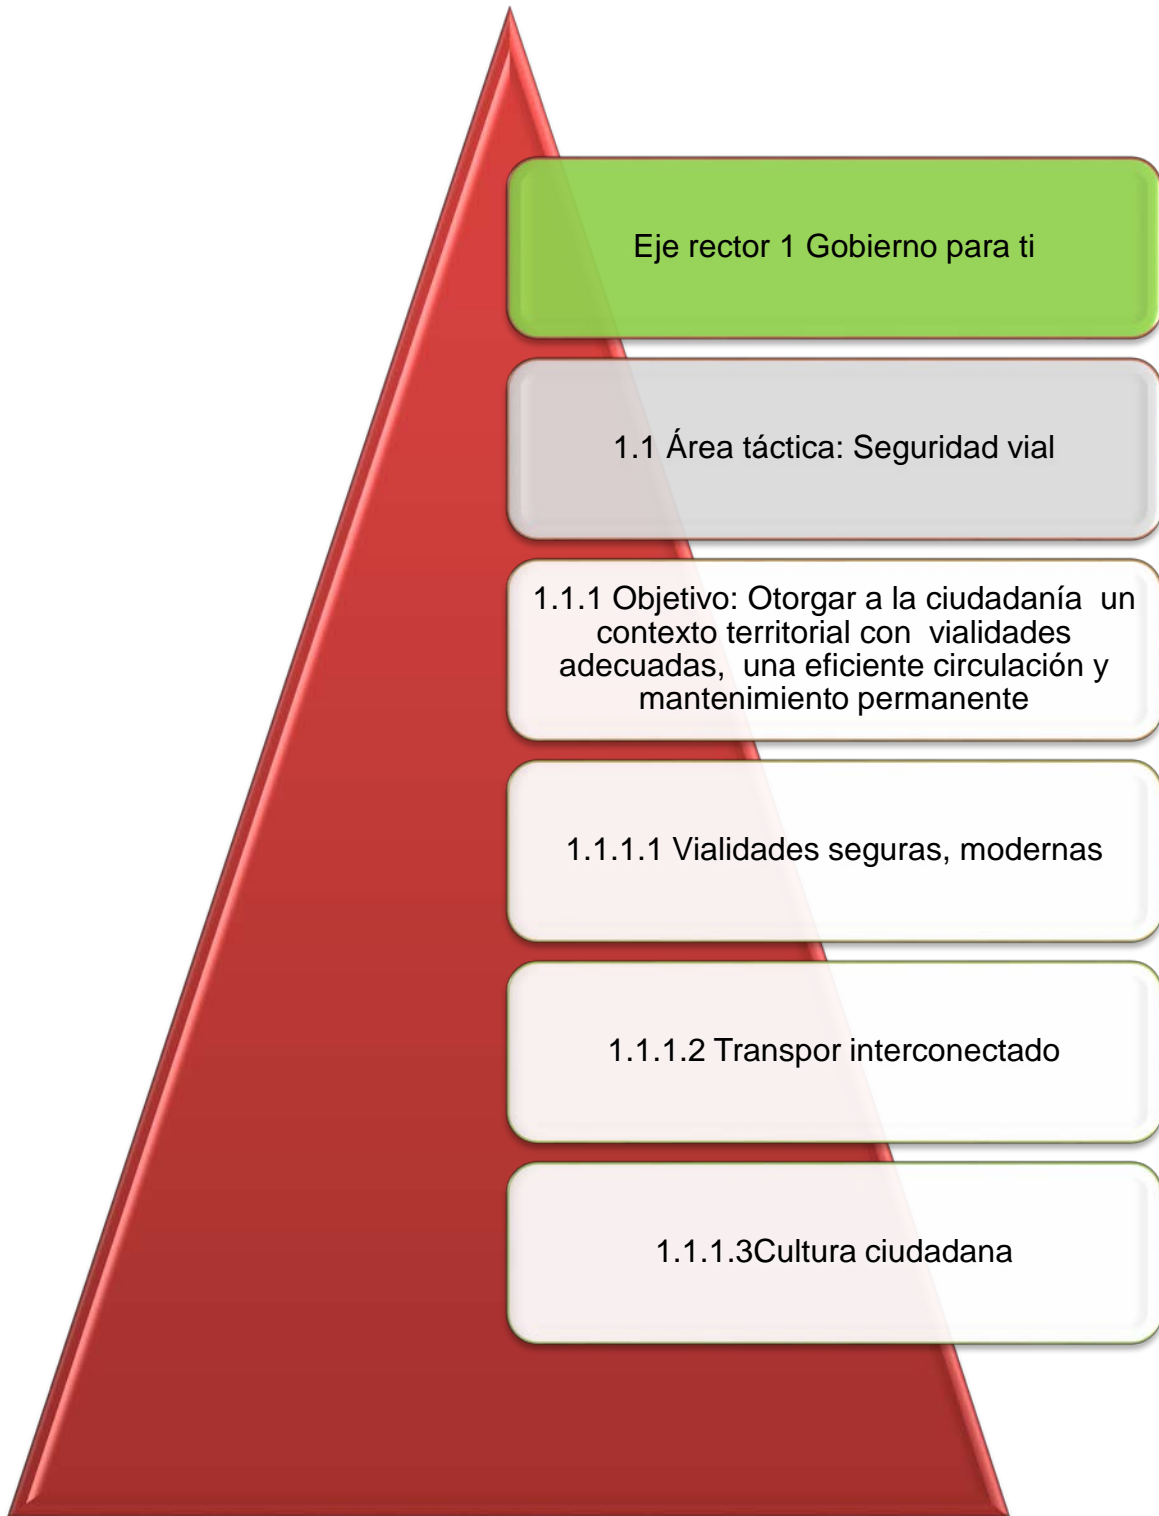 Eje rector 1 Gobierno para ti
1.1 Área táctica: Seguridad vial
1.1.1 Objetivo: Otorgar a la ciudadanía  un
contexto territorial con  vialidades
adecuadas,  una eficiente circulación y
mantenimiento permanente
1.1.1.1 Vialidades seguras, modernas
1.1.1.2 Transpor interconectado
1.1.1.3Cultura ciudadana